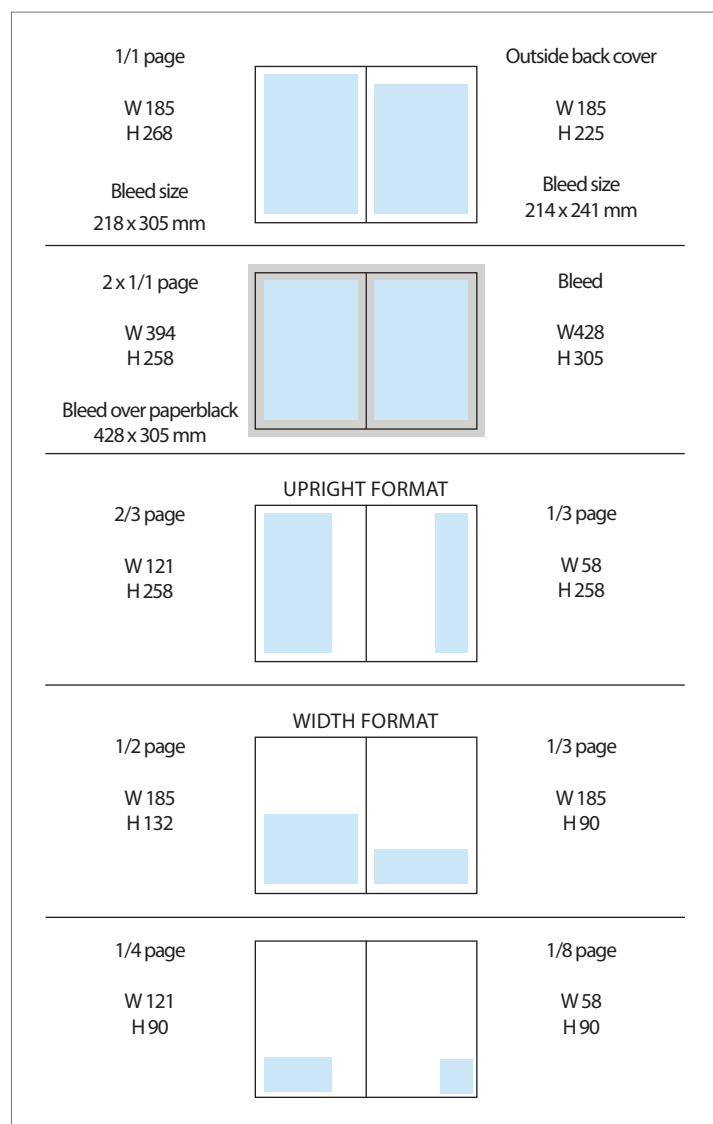 1/1 page
W 185
H 268
Bleed size
218 x 305 mm
Outside back cover
W 185
H 225
Bleed size
214 x 241 mm
2 x 1/1 page
W 394
H 258
Bleed over paperblack
428 x 305 mm
Bleed
W428
H 305
UPRIGHT FORMAT
2/3 page
W 121
H 258
1/3 page
W 58
H 258
WIDTH FORMAT
1/2 page
W 185
H 132
1/3 page
W 185
H 90
1/4 page
W 121
H 90
1/8 page
W 58
H 90